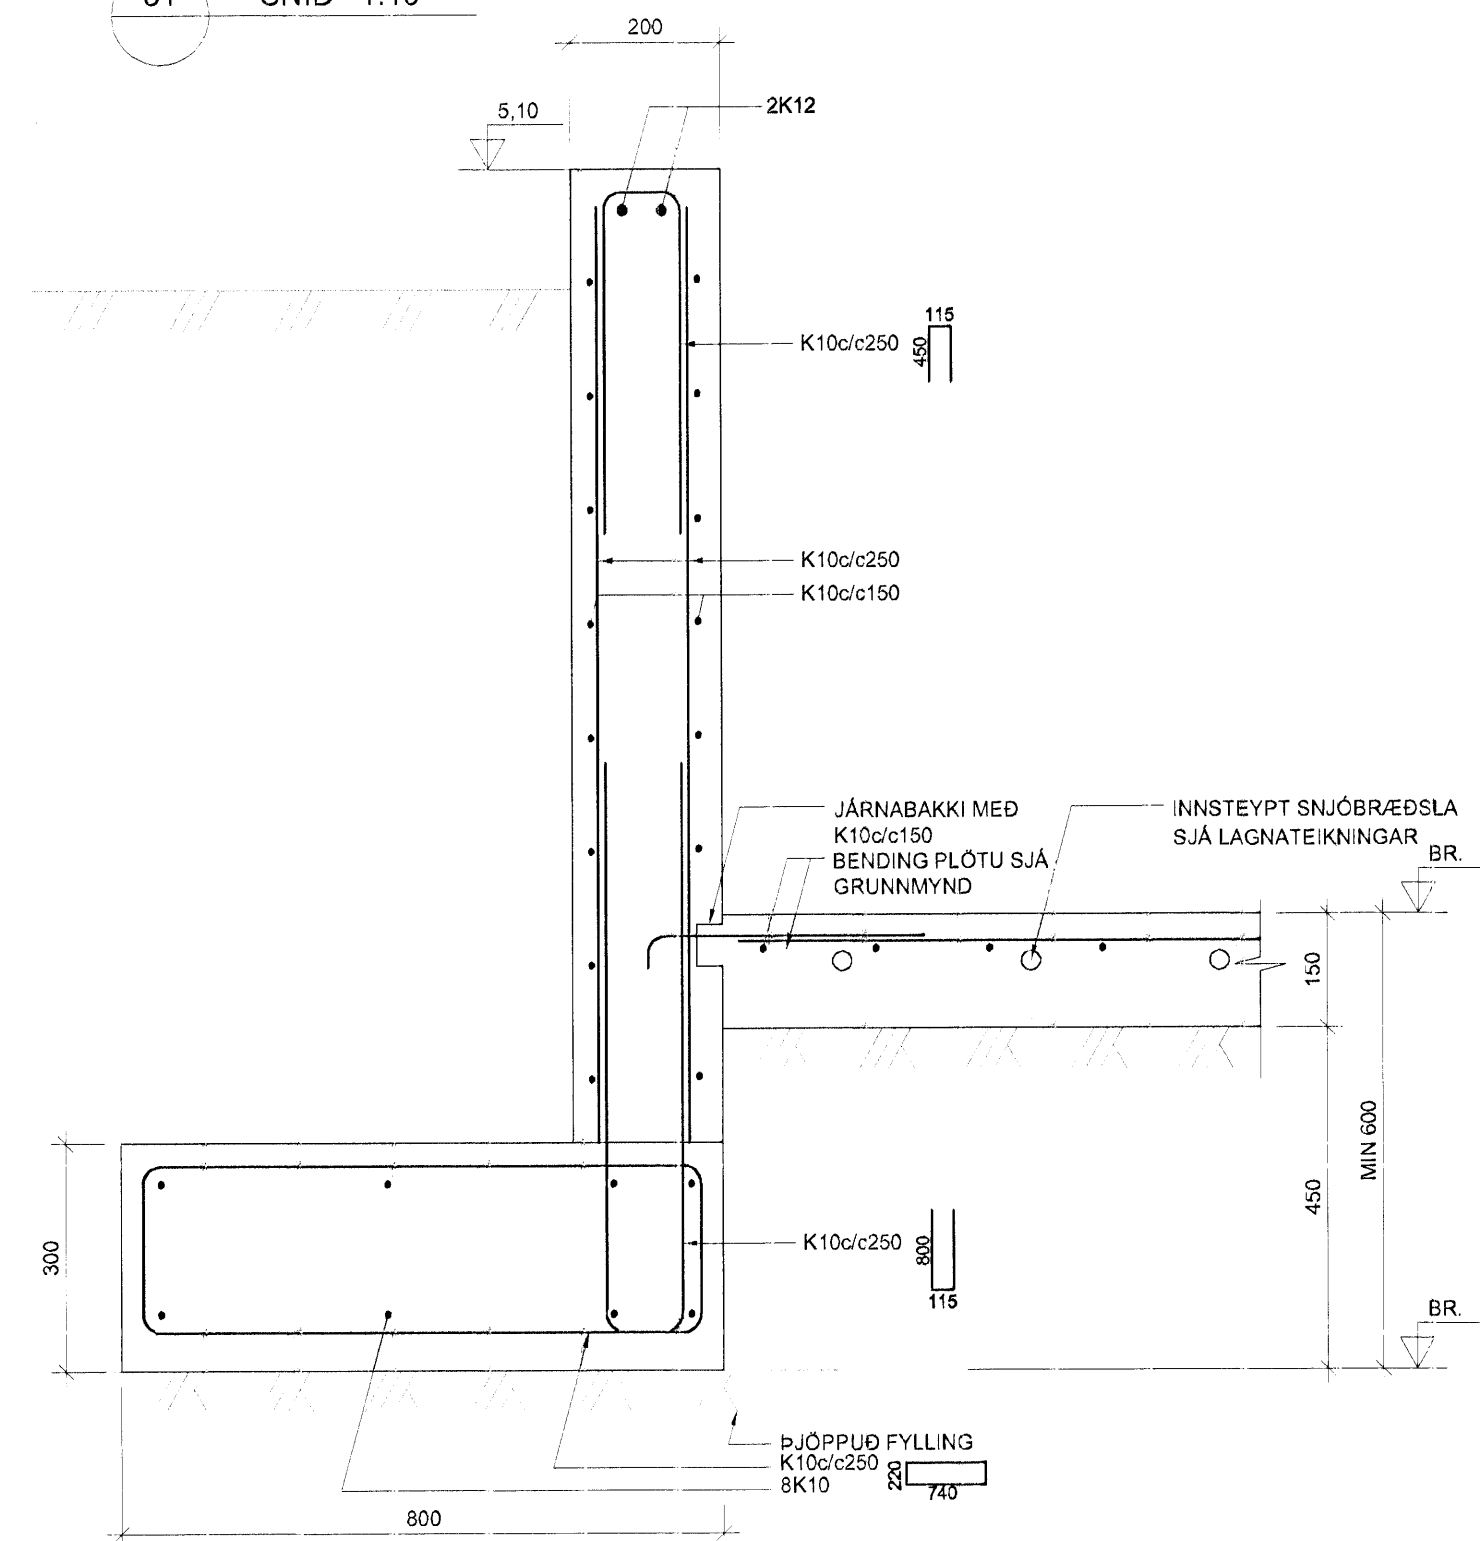 200
5,10
2K12
115
K10c/c250
450
K10c/c250
K10c/c150
JÁRNABAKKI MEÐ
K10c/c150
BENDING PLÖTU SJÁ
GRUNNMYND
INNSTEYPT SNJÓBRÆÐSLA
SJÁ LAGNATEIKNINGAR
BR.
150
MIN 600
450
300
K10c/c250
800
115
BR.
ÞJÖPPUÐ FYLLING
K10c/c250
220
8K10
740
800